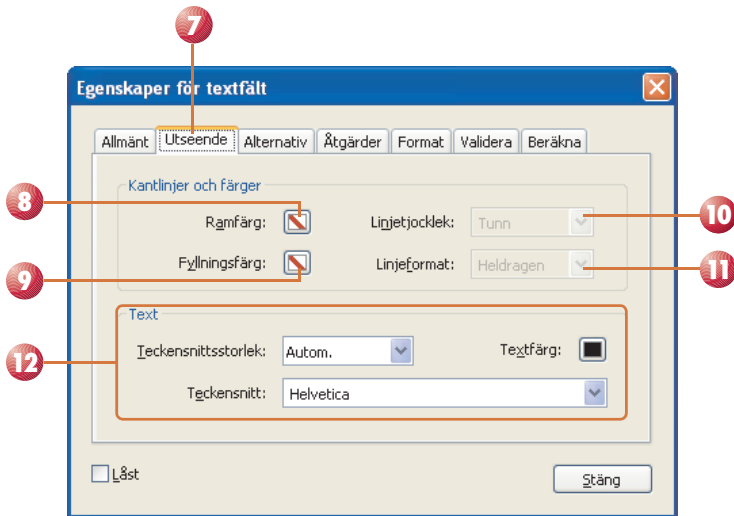 7
Egenskaper för textfält
Allmänt Utseende Alternativ Åtgärder Format Validera Beräkna
Kantlinjer och färger
8 Ramfärg: Linjetjocklek: Tunn 10
9 Fyllningsfärg: Linjeformat: Heldragen 11
Text
12 Teckensnittsstorlek: Autom. Textfärg:
Teckensnitt: Helvetica
Låst Stäng